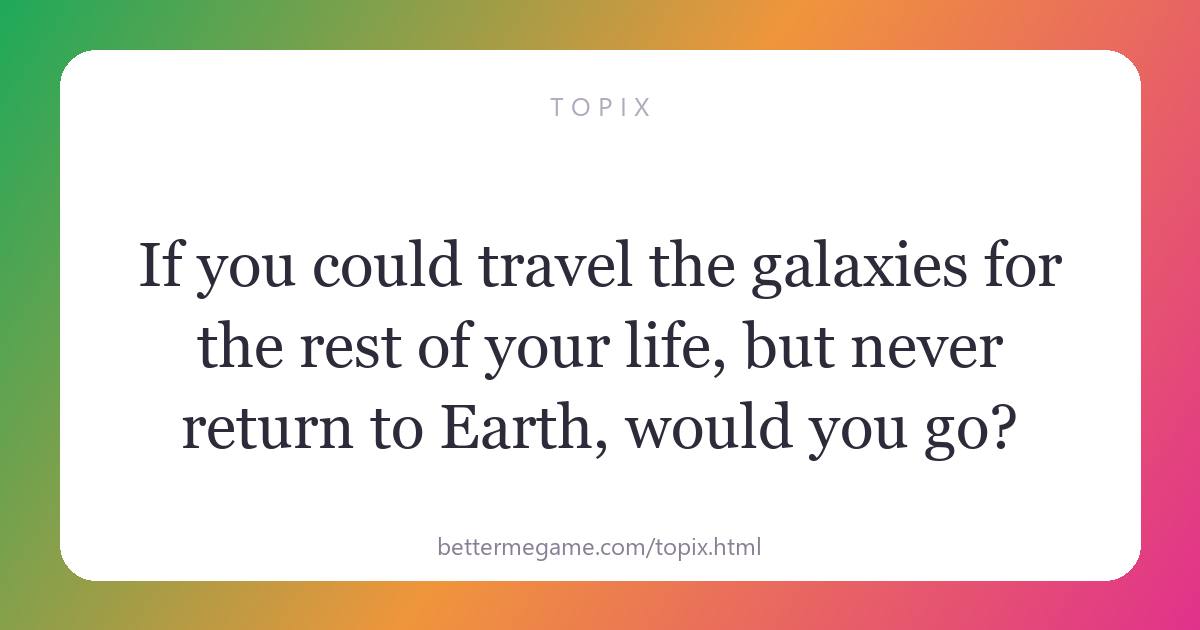 TOPIX
If you could travel the galaxies for
the rest of your life, but never
return to Earth, would you go?
bettermegame.com/topix.html